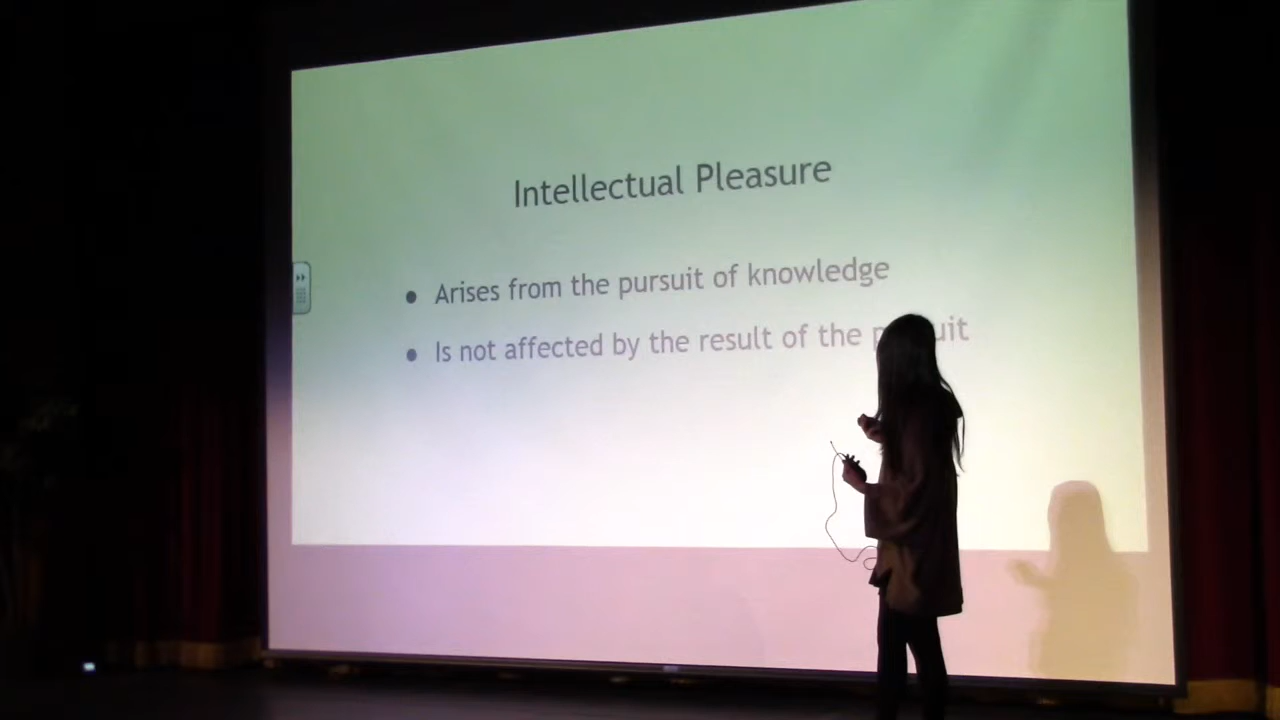 Intellectual Pleasure
● Arises from the pursuit of knowledge
● Is not affected by the result of the